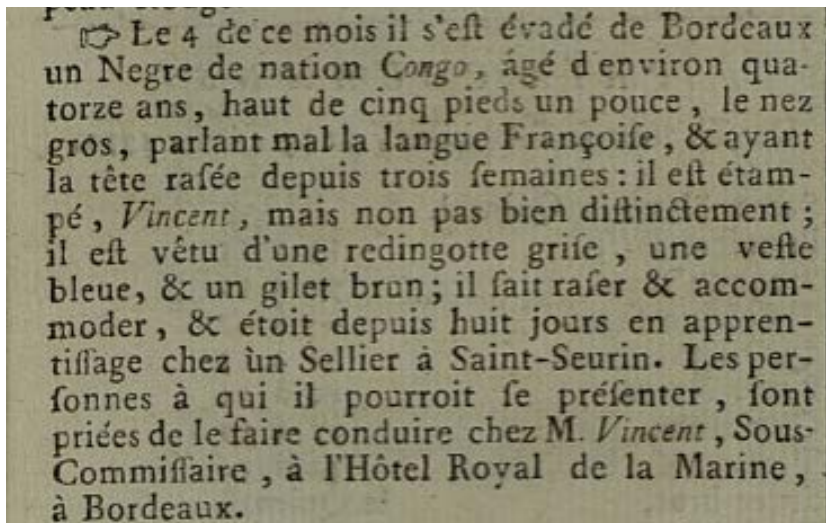 ☞ Le 4 de ce mois il s'eſt évadé de Bordeaux
un Negre de nation Congo, âgé d'environ qua-
torze ans, haut de cinq pieds un pouce, le nez
gros, parlant mal la langue Françoiſe, & ayant
la tête raſée depuis trois ſemaines : il eſt étam-
pé, Vincent, mais non pas bien diſtinctement ;
il eſt vêtu d'une redingotte griſe, une veſte
bleue, & un gilet brun; il ſait raſer & accom-
moder, & étoit depuis huit jours en appren-
tiſſage chez un Sellier à Saint-Seurin. Les per-
ſonnes à qui il pourroit ſe préſenter, ſont
priées de le faire conduire chez M. Vincent, Sous-
Commiſſaire, à l'Hôtel Royal de la Marine,
à Bordeaux.